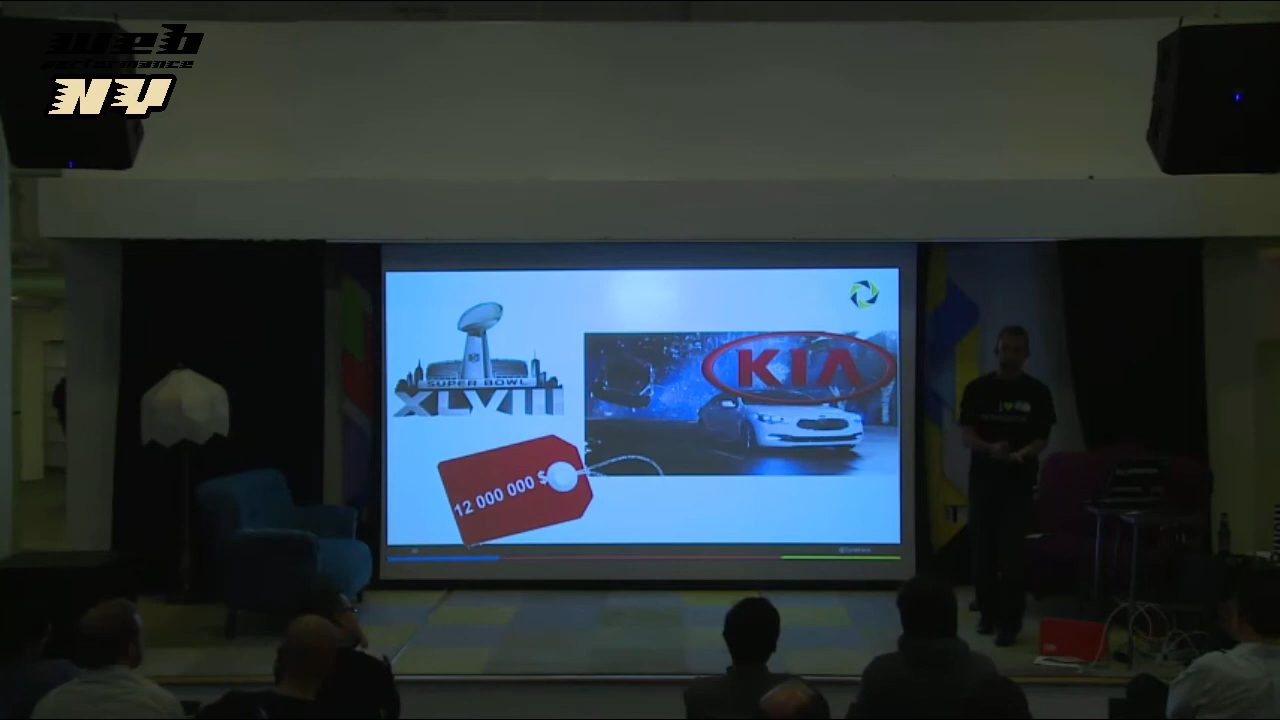 web
performance
NY
SUPER BOWL
XLVIII
KIA
12 000 000 $